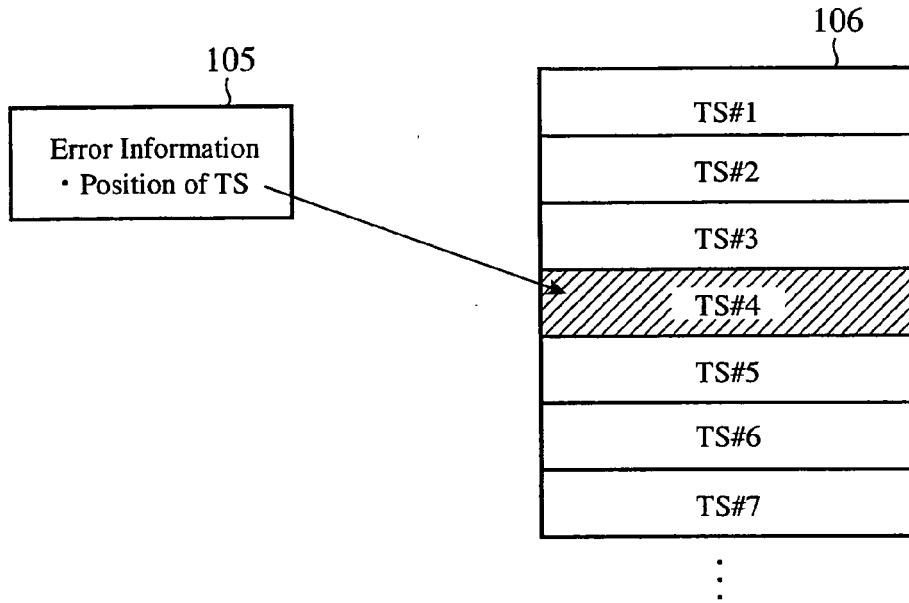 105
Error Information
・Position of TS
106
TS#1
TS#2
TS#3
TS#4
TS#5
TS#6
TS#7